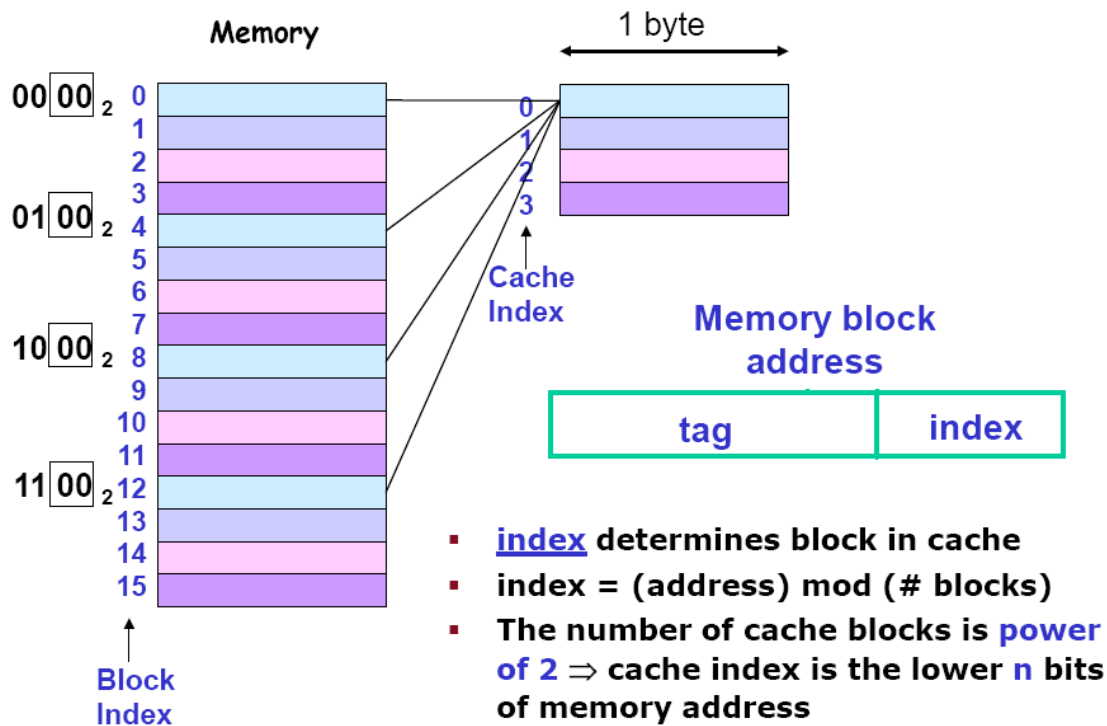 Memory
1 byte
00 00 2
0
1
2
3
01 00 2
4
5
6
7
10 00 2
8
9
10
11
11 00 2
12
13
14
15
Block
Index
0
1
2
3
Cache
Index
Memory block
address
tag
index
▪ index determines block in cache
▪ index = (address) mod (# blocks)
▪ The number of cache blocks is power
of 2 ⇒ cache index is the lower n bits
of memory address